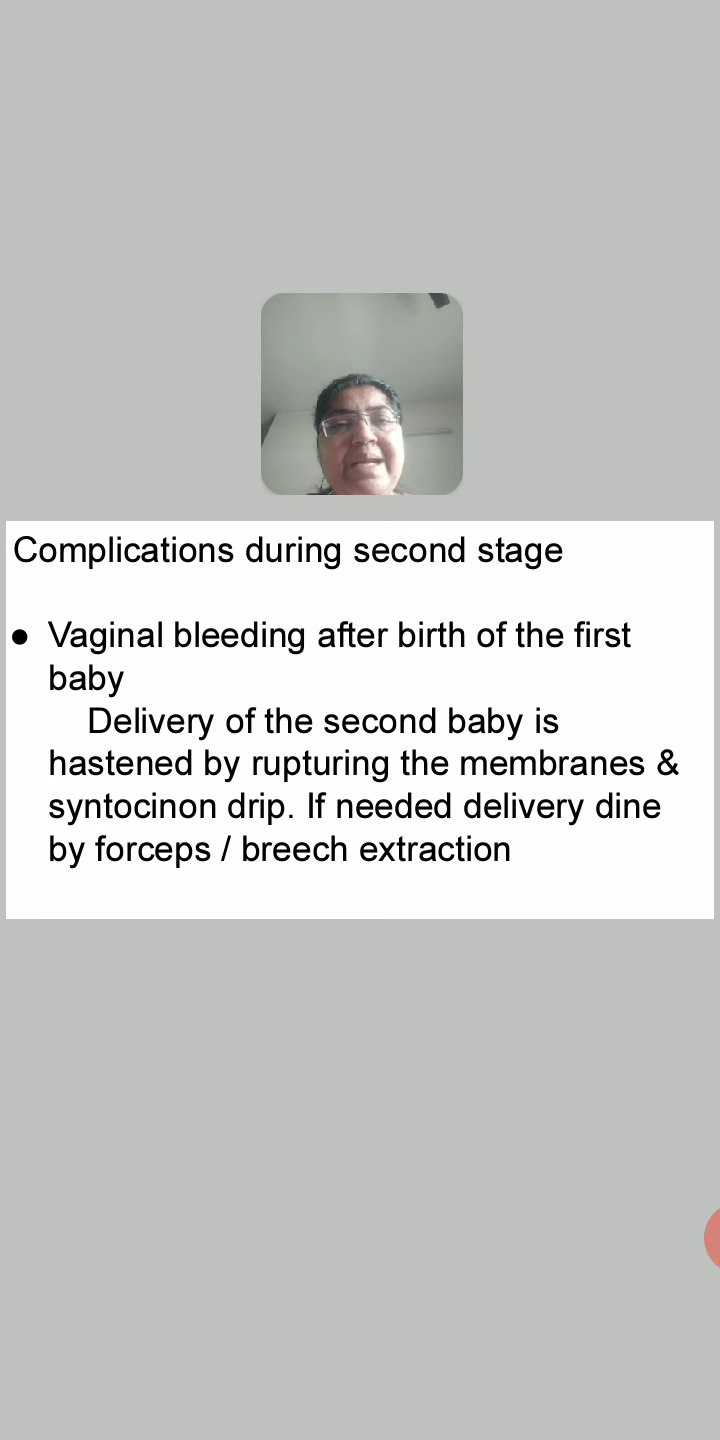 Complications during second stage
● Vaginal bleeding after birth of the first
baby
Delivery of the second baby is
hastened by rupturing the membranes &
syntocinon drip. If needed delivery dine
by forceps / breech extraction